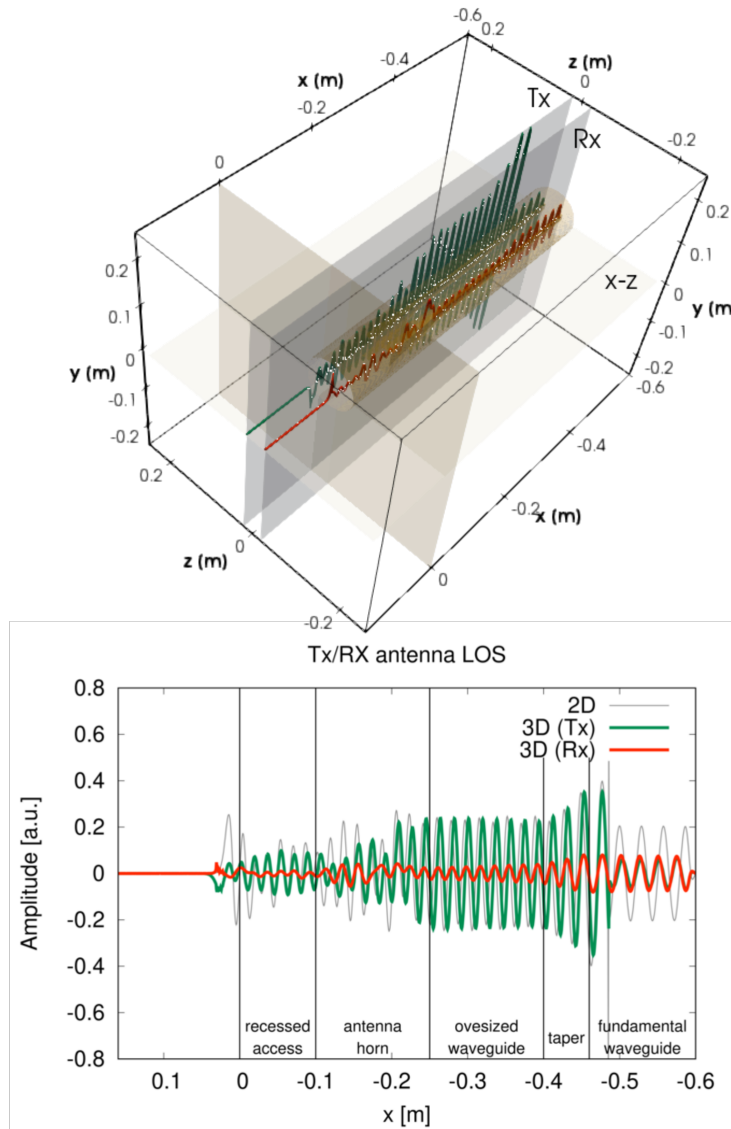 -0.6
0.2
z (m)
-0.4
0
x (m)
Tx
-0.2
Rx
-0.2
0
0.2
0.1
x-z
0.2
0
0.1
y (m)
-0.1
0
y (m)
-0.2
-0.1
-0.6
-0.2
-0.4
0.2
-0.2
x (m)
0
z (m)
0
-0.2
Tx/RX antenna LOS
0.8
2D
0.6
3D (Tx)
3D (Rx)
0.4
0.2
0
-0.2
-0.4
-0.6
-0.8
Amplitude [a.u.]
recessed
access
antenna
horn
ovesized
waveguide
taper
fundamental
waveguide
0.1
0
-0.1
-0.2
-0.3
-0.4
-0.5
-0.6
x [m]